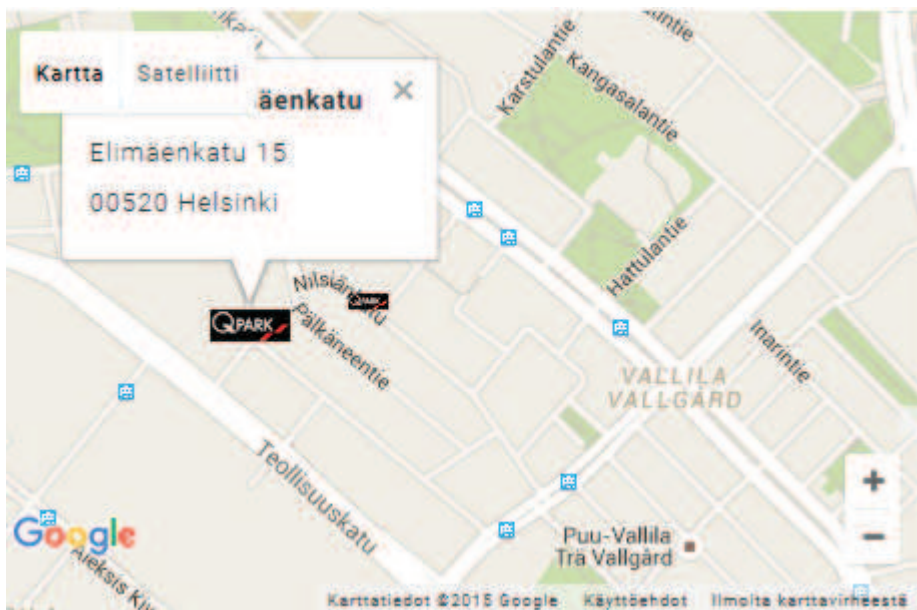 Kartta Satelliitti
äenkatu ×
Elimäenkatu 15
00520 Helsinki
Karstulantie
Kangasalantie
Hattulantie
QPARK
QPARK
Pälkäneentie
Inarintie
VALLILA
VALLGÅRD
Teollisuuskatu
+
−
Puu-Vallila
Trä Vallgård
Google
Aleksis
Karttatiedot ©2015 Google Käyttöehdot Ilmoita karttavirheestä